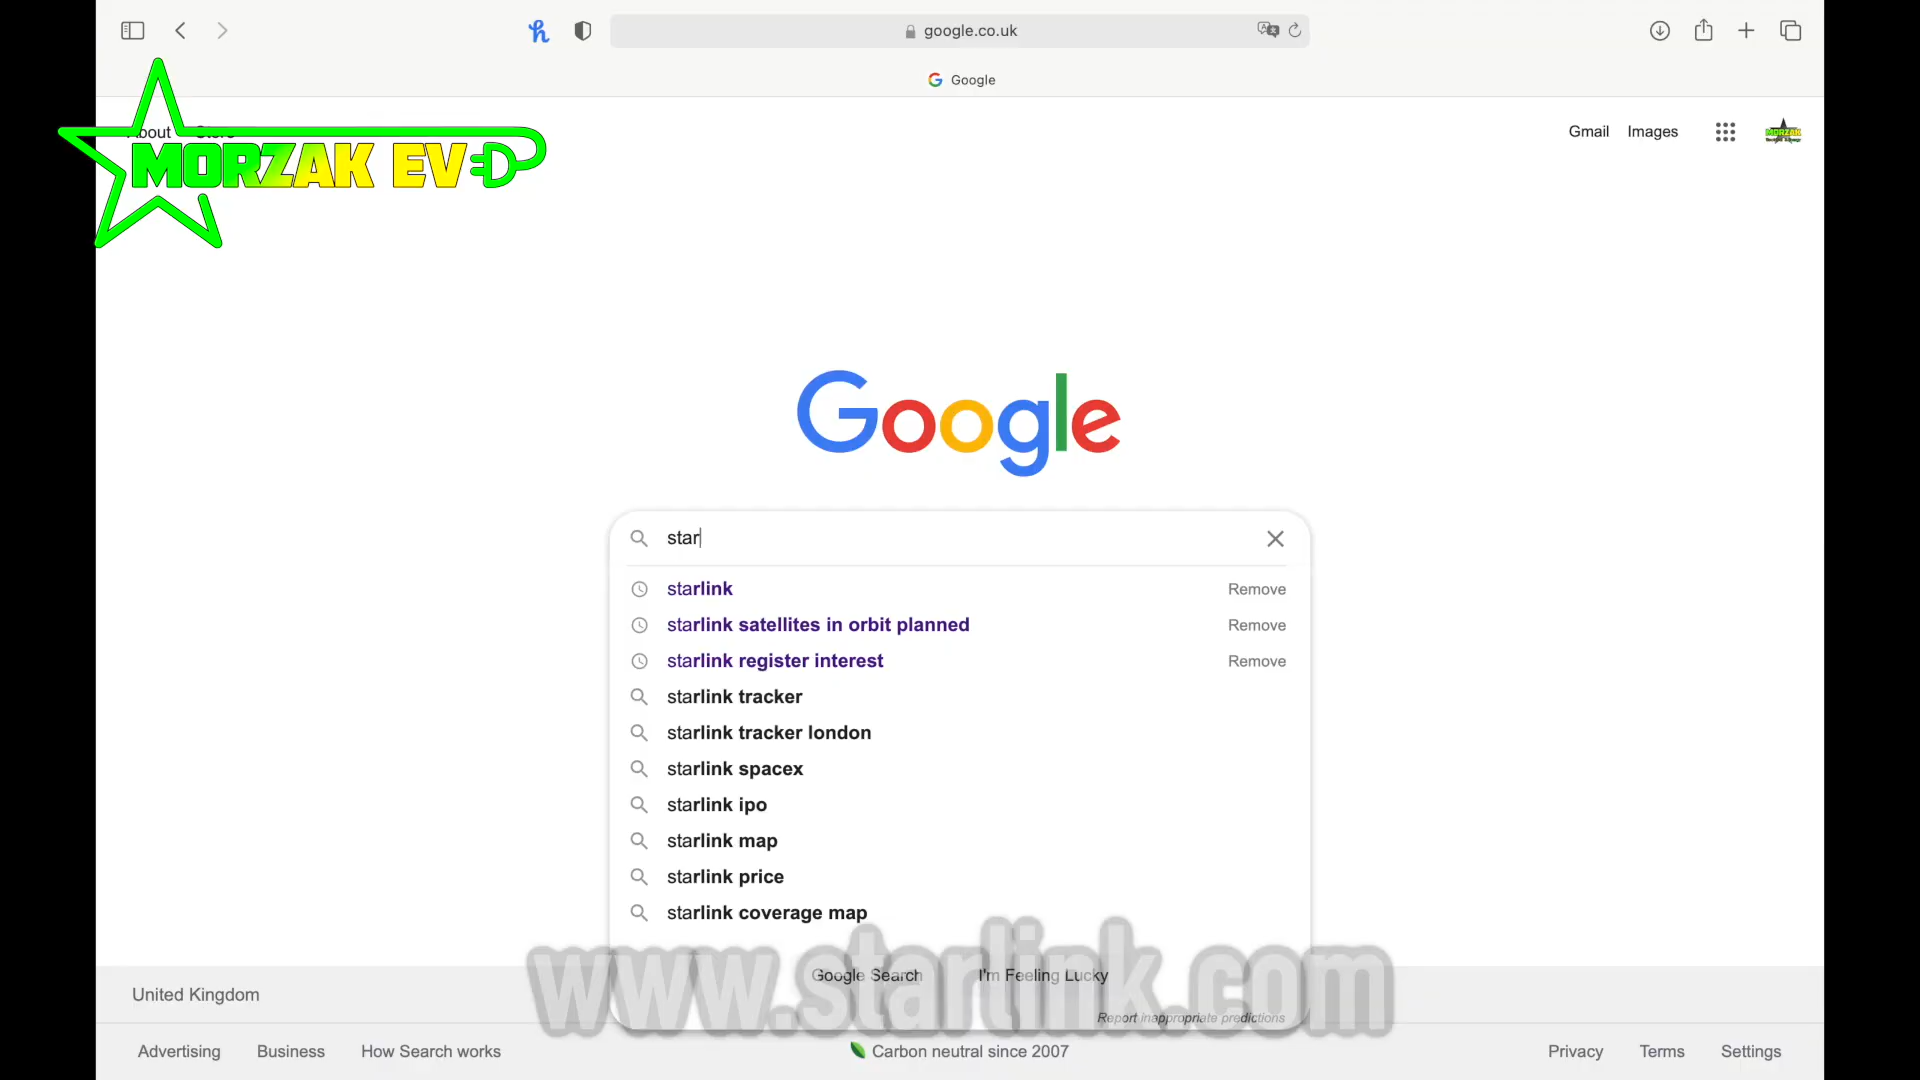 google.co.uk
Google
About Store
Gmail Images
MORZAK
MORZAK EV
Google
star
starlink Remove
starlink satellites in orbit planned Remove
starlink register interest Remove
starlink tracker
starlink tracker london
starlink spacex
starlink ipo
starlink map
starlink price
starlink coverage map
Google Search I'm Feeling Lucky
www.starlink.com
United Kingdom
Report inappropriate predictions
Advertising Business How Search works Carbon neutral since 2007 Privacy Terms Settings